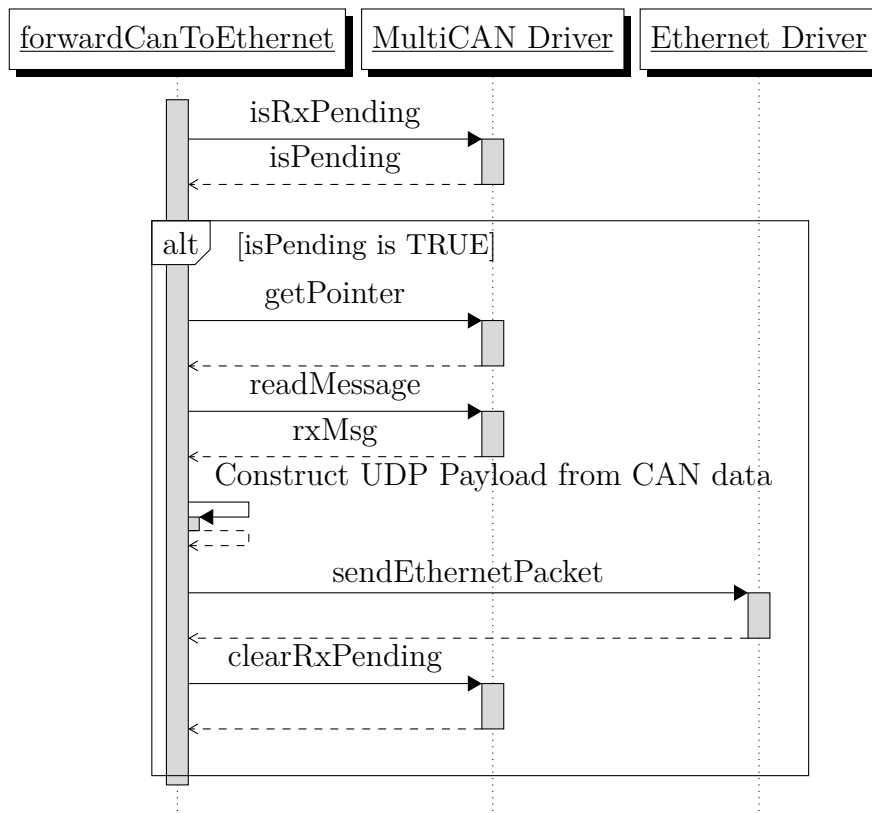 forwardCanToEthernet
MultiCAN Driver
Ethernet Driver
isRxPending
isPending
alt
[isPending is TRUE]
getPointer
readMessage
rxMsg
Construct UDP Payload from CAN data
sendEthernetPacket
clearRxPending